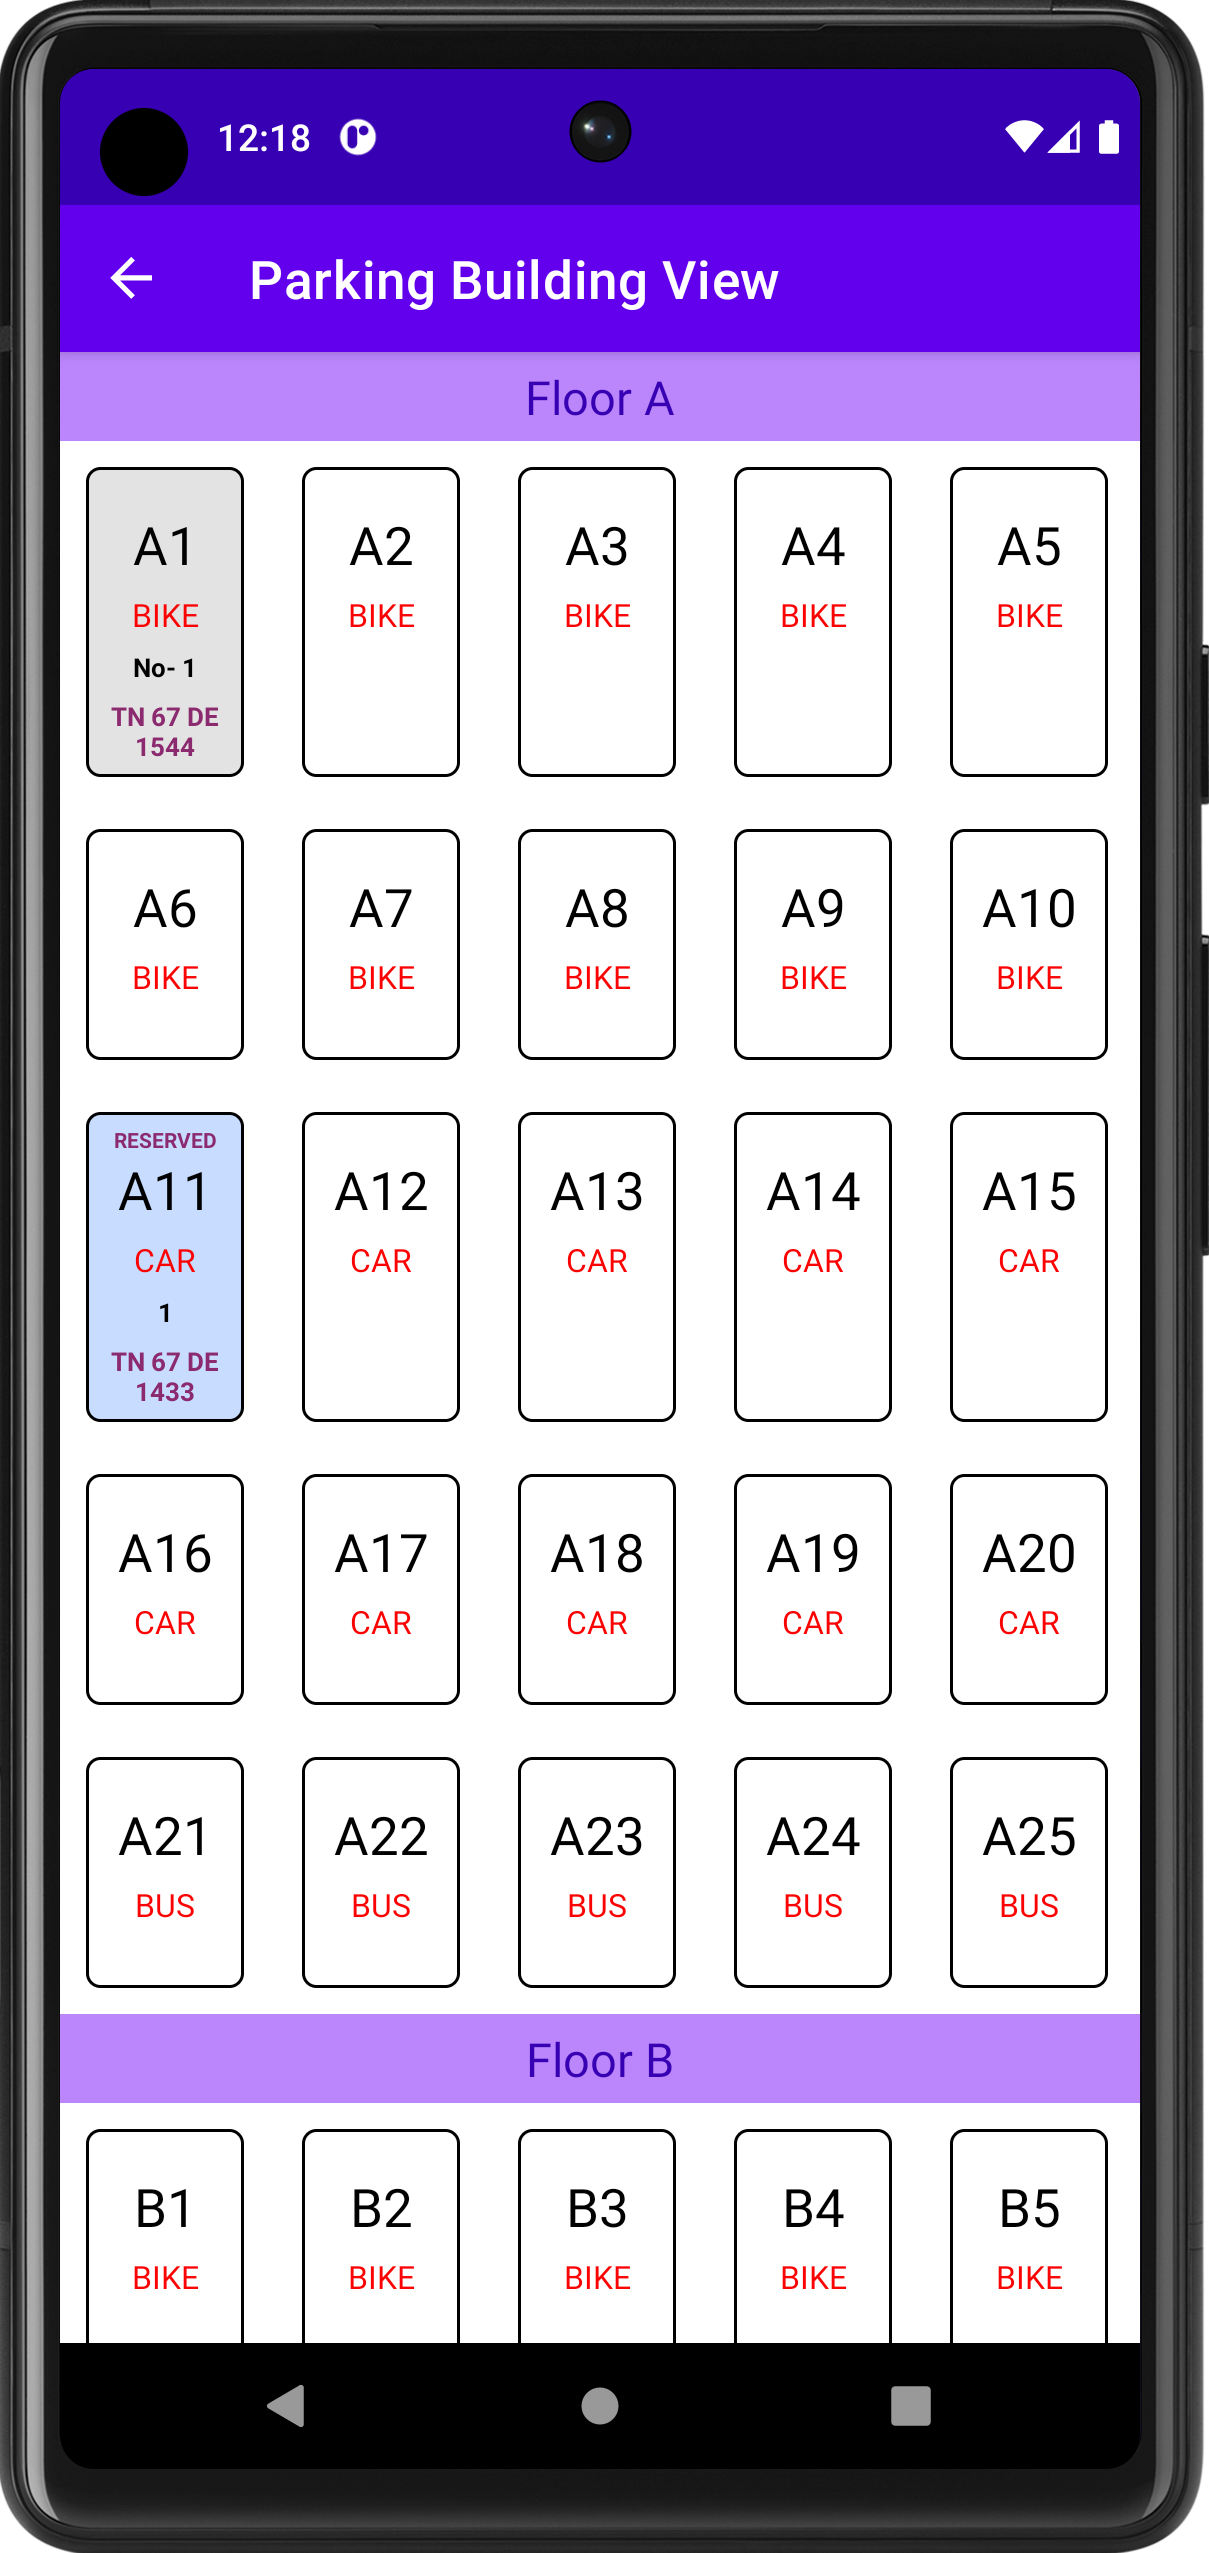 12:18
Parking Building View
Floor A
A1 A2 A3 A4 A5
BIKE BIKE BIKE BIKE BIKE
No- 1
TN 67 DE
1544
A6 A7 A8 A9 A10
BIKE BIKE BIKE BIKE BIKE
RESERVED
A11 A12 A13 A14 A15
CAR CAR CAR CAR CAR
1
TN 67 DE
1433
A16 A17 A18 A19 A20
CAR CAR CAR CAR CAR
A21 A22 A23 A24 A25
BUS BUS BUS BUS BUS
Floor B
B1 B2 B3 B4 B5
BIKE BIKE BIKE BIKE BIKE